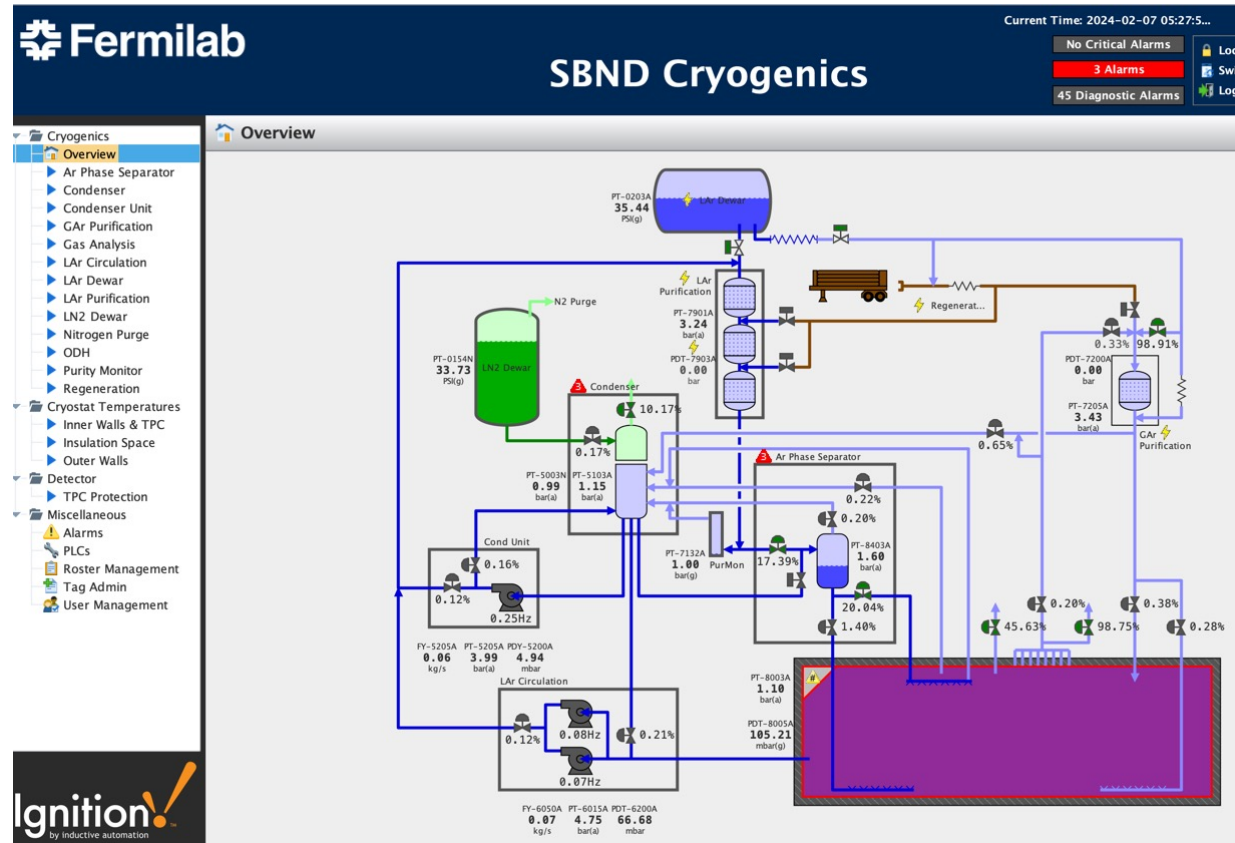 Fermilab
SBND Cryogenics
Current Time: 2024-02-07 05:27:5...
No Critical Alarms
3 Alarms
45 Diagnostic Alarms
Loc
Swi
Log
Cryogenics
Overview
Ar Phase Separator
Condenser
Condenser Unit
GAr Purification
Gas Analysis
LAr Circulation
LAr Dewar
LAr Purification
LN2 Dewar
Nitrogen Purge
ODH
Purity Monitor
Regeneration
Cryostat Temperatures
Inner Walls & TPC
Insulation Space
Outer Walls
Detector
TPC Protection
Miscellaneous
Alarms
PLCs
Roster Management
Tag Admin
User Management
Ignition!
by inductive automation
Overview
PT-0203A
35.44
PSI(g)
LAr Dewar
LAr
Purification
PT-7901A
3.24
bar(a)
PDT-7903A
0.00
bar
Regenerat...
N2 Purge
PT-0154N
33.73
PSI(g)
LN2 Dewar
0.33%
98.91%
PDT-7200A
0.00
bar
PT-7205A
3.43
bar(a)
GAr
Purification
0.65%
3
Condenser
10.17%
0.17%
PT-5003N
0.99
bar(a)
PT-5103A
1.15
bar(a)
3
Ar Phase Separator
0.22%
0.20%
PT-8403A
1.60
bar(a)
17.39%
20.04%
1.40%
PT-7132A
1.00
bar(g)
PurMon
Cond Unit
0.16%
0.12%
0.25Hz
FY-5205A PT-5205A PDY-5200A
0.06 3.99 4.94
kg/s bar(a) mbar
LAr Circulation
0.12%
0.08Hz
0.21%
0.07Hz
FY-6050A PT-6015A PDT-6200A
0.07 4.75 66.68
kg/s bar(a) mbar
0.20%
0.38%
45.63%
98.75%
0.28%
PT-8003A
1.10
bar(a)
PDT-8005A
105.21
mbar(g)